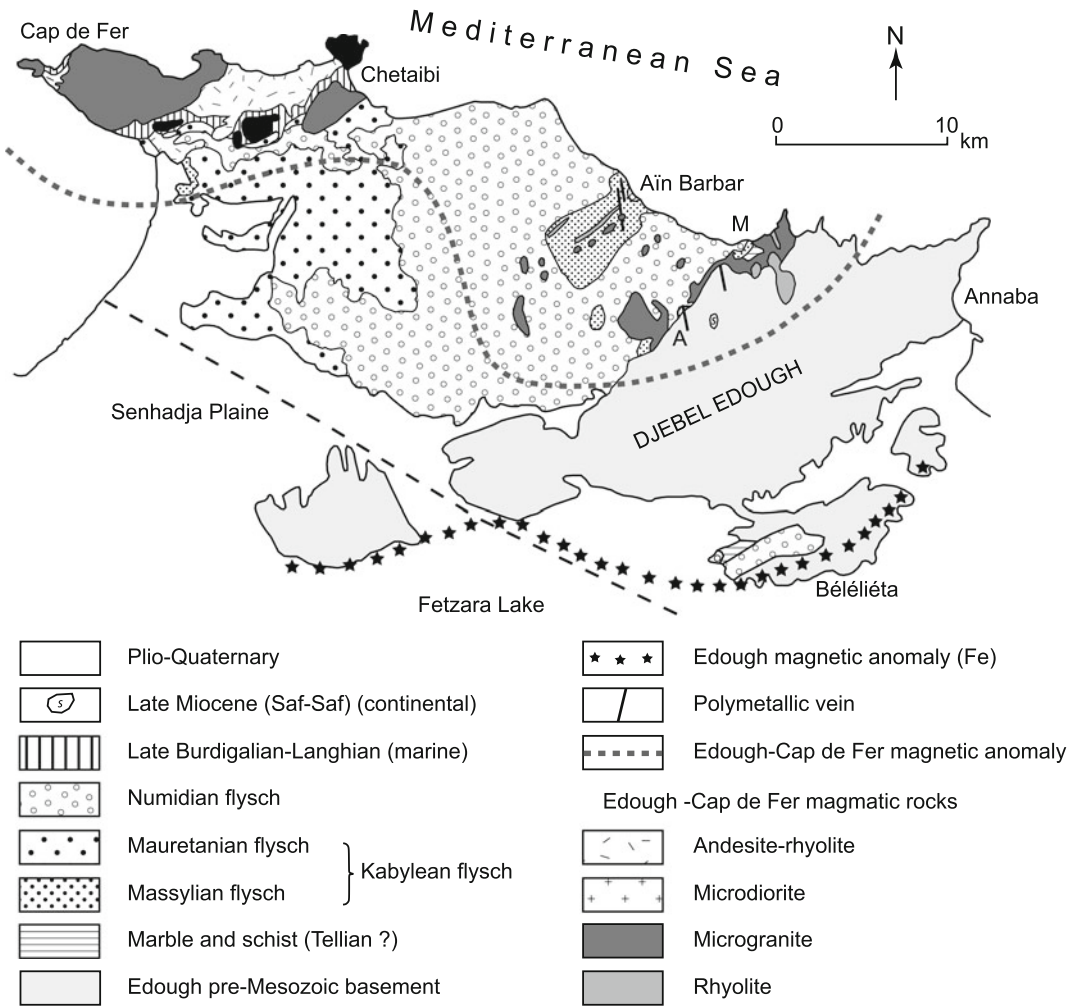 Cap de Fer
Mediterranean Sea
N
Chetaibi
0 10
km
Aïn Barbar
M
Annaba
A
DJEBEL EDOUGH
Senhadja Plaine
Béléliéta
Fetzara Lake
Plio-Quaternary
s Late Miocene (Saf-Saf) (continental)
Late Burdigalian-Langhian (marine)
Numidian flysch
Mauretanian flysch
Kabylean flysch
Massylian flysch
Marble and schist (Tellian ?)
Edough pre-Mesozoic basement
Edough magnetic anomaly (Fe)
Polymetallic vein
Edough-Cap de Fer magnetic anomaly
Edough -Cap de Fer magmatic rocks
Andesite-rhyolite
Microdiorite
Microgranite
Rhyolite